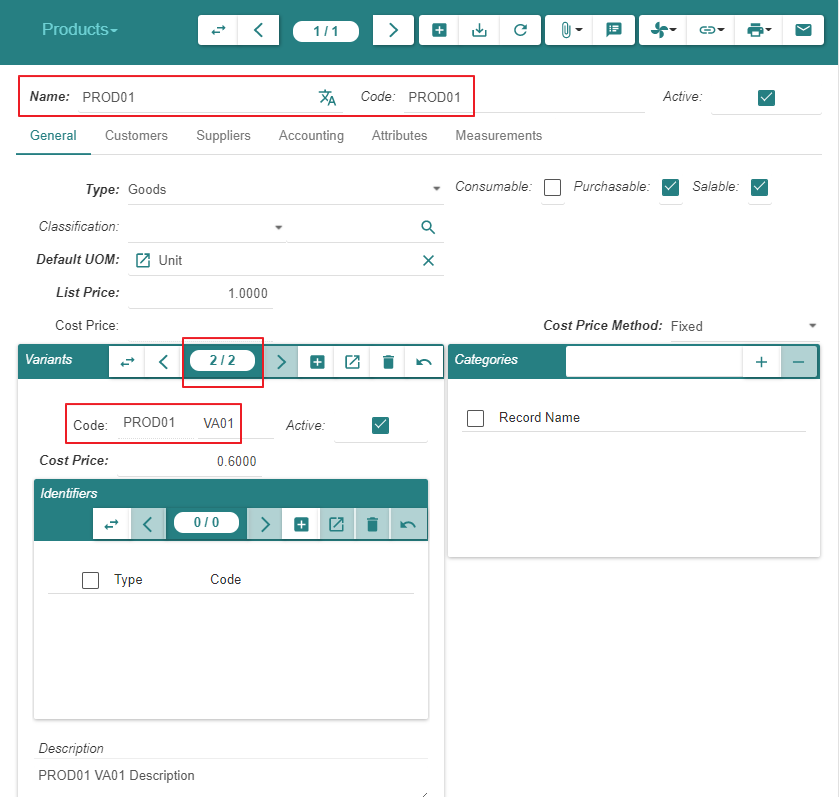 Products
1 / 1
Name: PROD01 Code: PROD01 Active:
General Customers Suppliers Accounting Attributes Measurements
Type: Goods Consumable: Purchasable: Salable:
Classification:
Default UOM: Unit
List Price: 1.0000
Cost Price: Cost Price Method: Fixed
Variants 2 / 2 Categories
Code: PROD01 VA01 Active: Record Name
Cost Price: 0.6000
Identifiers
0 / 0
Type Code
Description
PROD01 VA01 Description